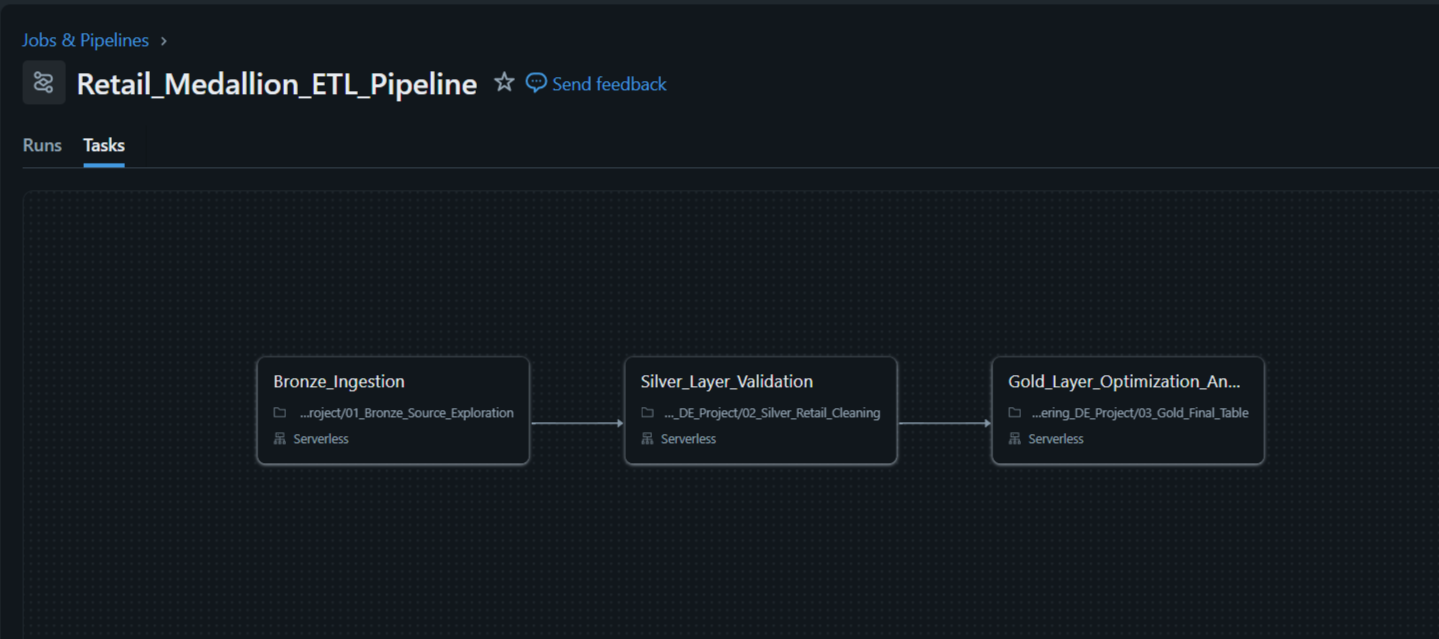 Jobs & Pipelines ›
Retail_Medallion_ETL_Pipeline Send feedback
Runs Tasks
Bronze_Ingestion
...roject/01_Bronze_Source_Exploration
Serverless
Silver_Layer_Validation
..._DE_Project/02_Silver_Retail_Cleaning
Serverless
Gold_Layer_Optimization_An...
...ering_DE_Project/03_Gold_Final_Table
Serverless